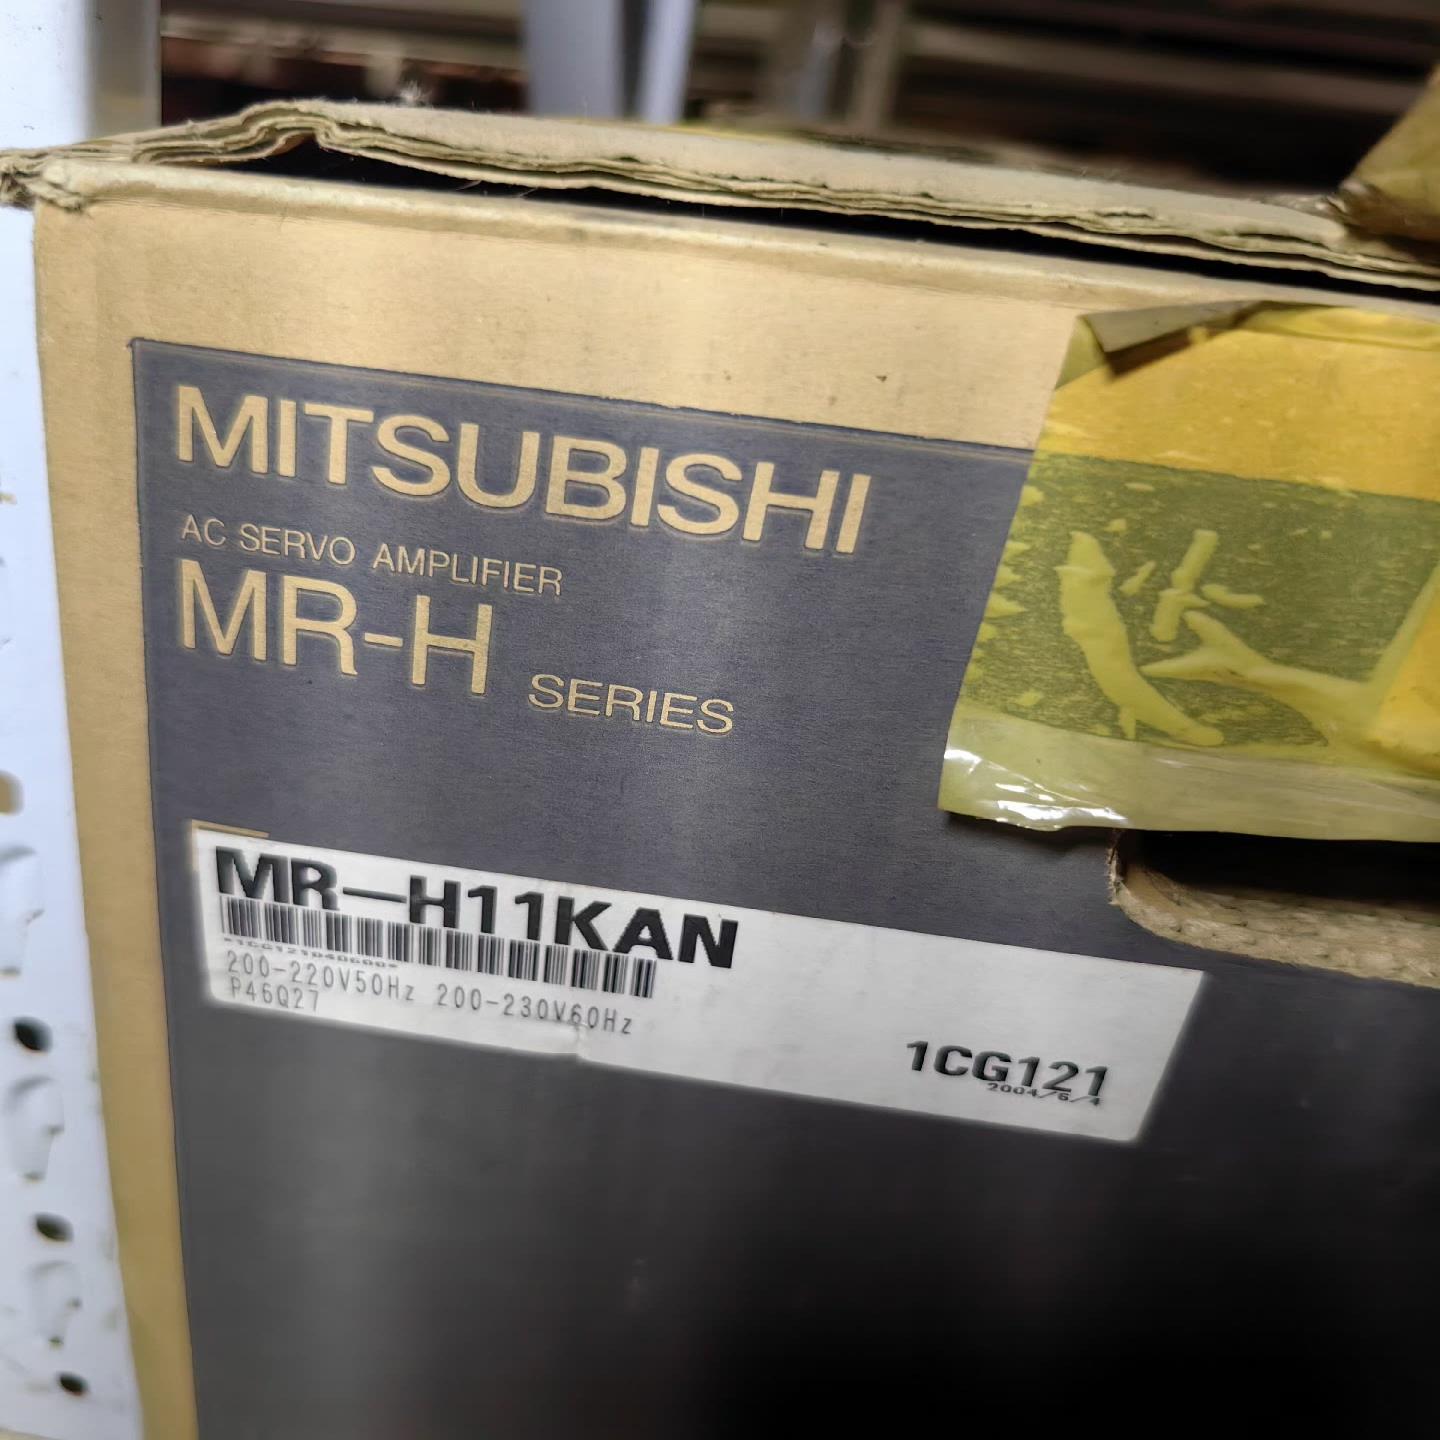 MITSUBISHI
AC SERVO AMPLIFIER
MR-H SERIES
MR-H11KAN
200-220V50Hz 200-230V60Hz
P46Q27
1CG121
2004/6/4